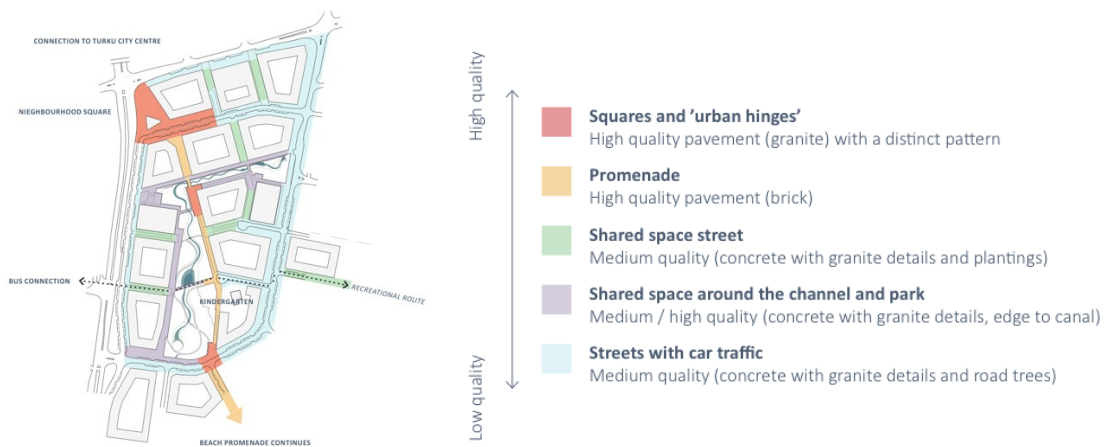 CONNECTION TO TURKU CITY CENTRE
NIEGHBOURHOOD SQUARE
BUS CONNECTION
KINDERGARTEN
RECREATIONAL ROUTE
BEACH PROMENADE CONTINUES
High quality
Low quality
Squares and 'urban hinges'
High quality pavement (granite) with a distinct pattern
Promenade
High quality pavement (brick)
Shared space street
Medium quality (concrete with granite details and plantings)
Shared space around the channel and park
Medium / high quality (concrete with granite details, edge to canal)
Streets with car traffic
Medium quality (concrete with granite details and road trees)